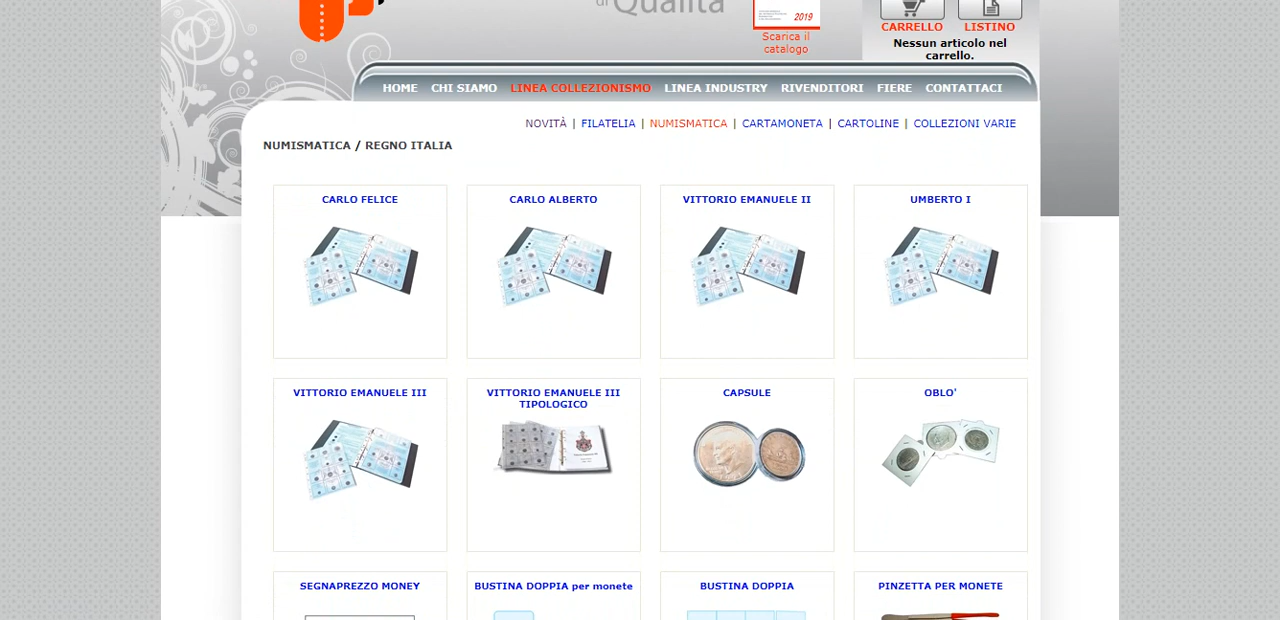 di Qualità
2019
Scarica il
catalogo
CARRELLO LISTINO
Nessun articolo nel
carrello.
HOME CHI SIAMO LINEA COLLEZIONISMO LINEA INDUSTRY RIVENDITORI FIERE CONTATTACI
NOVITÀ | FILATELIA | NUMISMATICA | CARTAMONETA | CARTOLINE | COLLEZIONI VARIE
NUMISMATICA / REGNO ITALIA
CARLO FELICE
CARLO ALBERTO
VITTORIO EMANUELE II
UMBERTO I
VITTORIO EMANUELE III
VITTORIO EMANUELE III
TIPOLOGICO
CAPSULE
OBLO'
SEGNAPREZZO MONEY
BUSTINA DOPPIA per monete
BUSTINA DOPPIA
PINZETTA PER MONETE